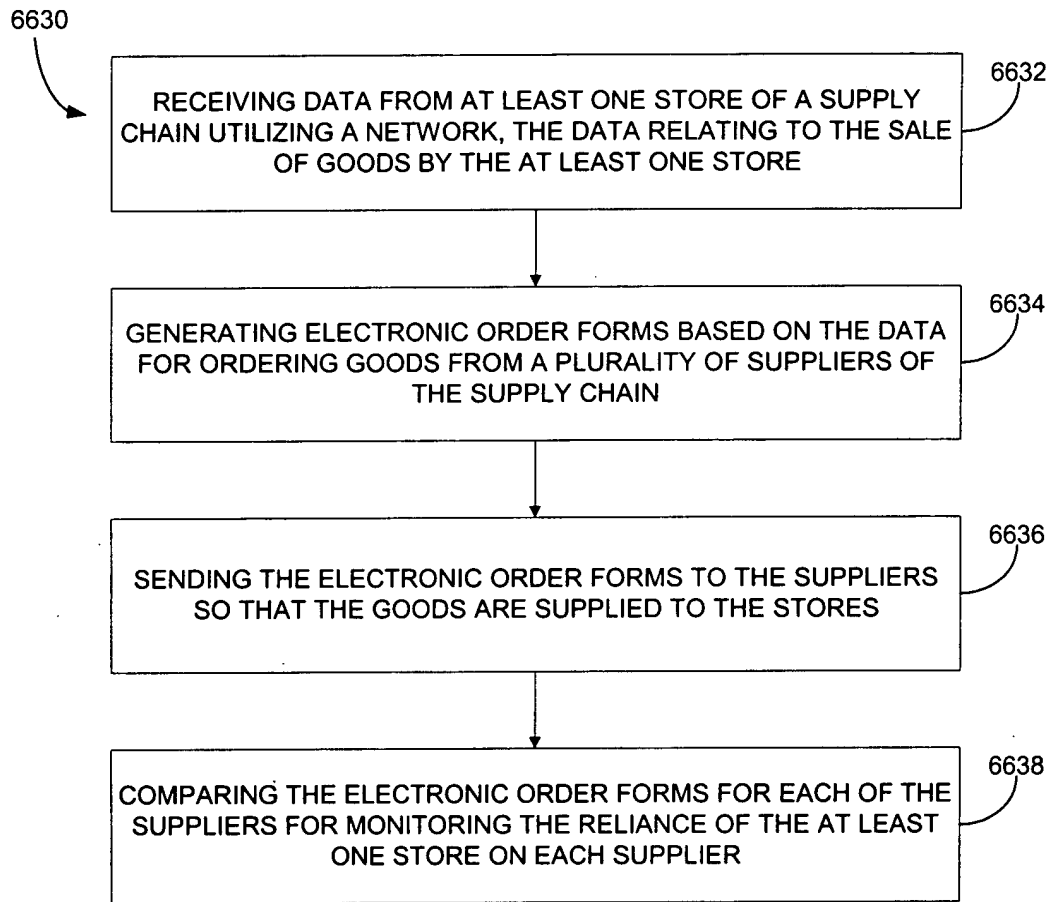 6630
6632
RECEIVING DATA FROM AT LEAST ONE STORE OF A SUPPLY
CHAIN UTILIZING A NETWORK, THE DATA RELATING TO THE SALE
OF GOODS BY THE AT LEAST ONE STORE
6634
GENERATING ELECTRONIC ORDER FORMS BASED ON THE DATA
FOR ORDERING GOODS FROM A PLURALITY OF SUPPLIERS OF
THE SUPPLY CHAIN
6636
SENDING THE ELECTRONIC ORDER FORMS TO THE SUPPLIERS
SO THAT THE GOODS ARE SUPPLIED TO THE STORES
6638
COMPARING THE ELECTRONIC ORDER FORMS FOR EACH OF THE
SUPPLIERS FOR MONITORING THE RELIANCE OF THE AT LEAST
ONE STORE ON EACH SUPPLIER